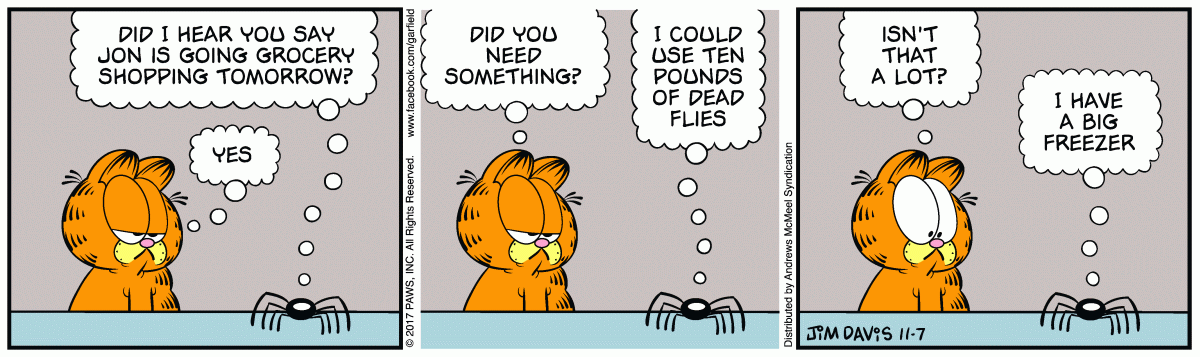 DID I HEAR YOU SAY
JON IS GOING GROCERY
SHOPPING TOMORROW?
YES
© 2017 PAWS, INC. All Rights Reserved. www.facebook.com/garfield
DID YOU
NEED
SOMETHING?
I COULD
USE TEN
POUNDS
OF DEAD
FLIES
Distributed by Andrews McMeel Syndication
ISN'T
THAT
A LOT?
I HAVE
A BIG
FREEZER
JIM DAVIS 11-7